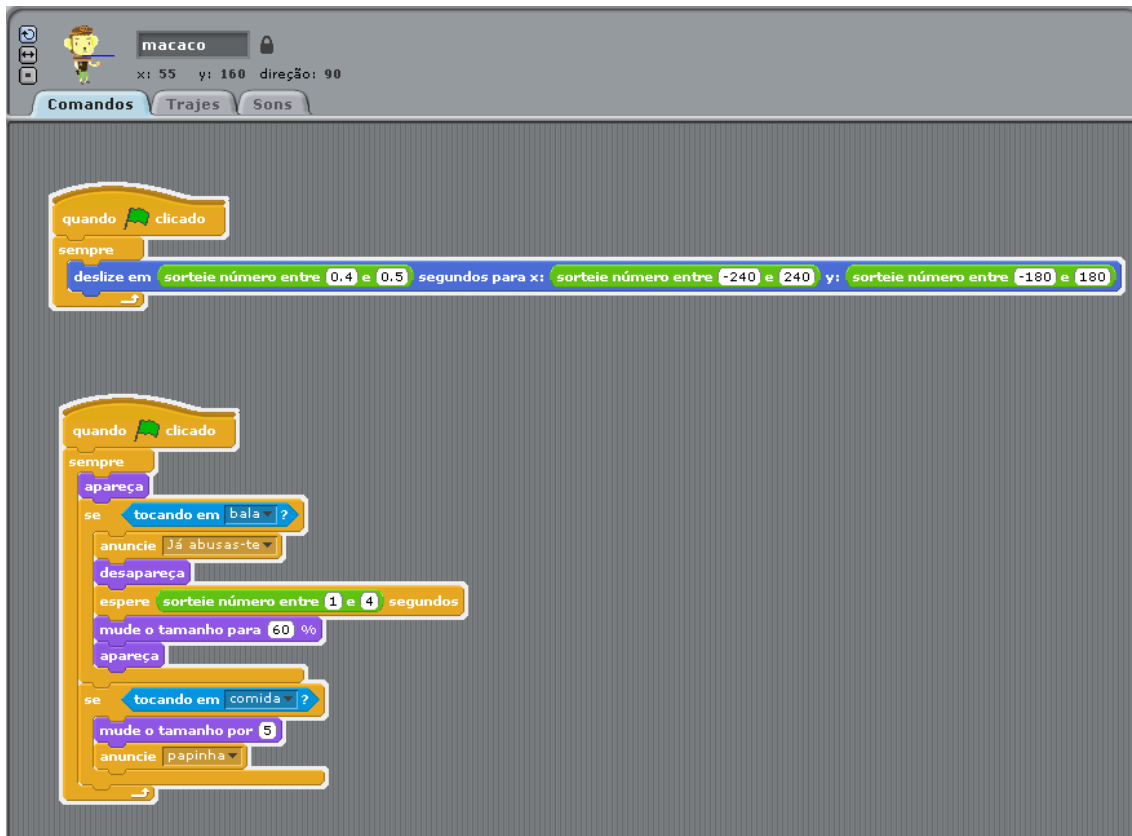 macaco
x: 55 y: 160 direção: 90
Comandos Trajes Sons
quando clicado
sempre
deslize em sorteie número entre 0.4 e 0.5 segundos para x: sorteie número entre -240 e 240 y: sorteie número entre -180 e 180
quando clicado
sempre
apareça
se tocando em bala ?
anuncie Já abusas-te
desapareça
espere sorteie número entre 1 e 4 segundos
mude o tamanho para 60 %
apareça
se tocando em comida ?
mude o tamanho por 5
anuncie papinha